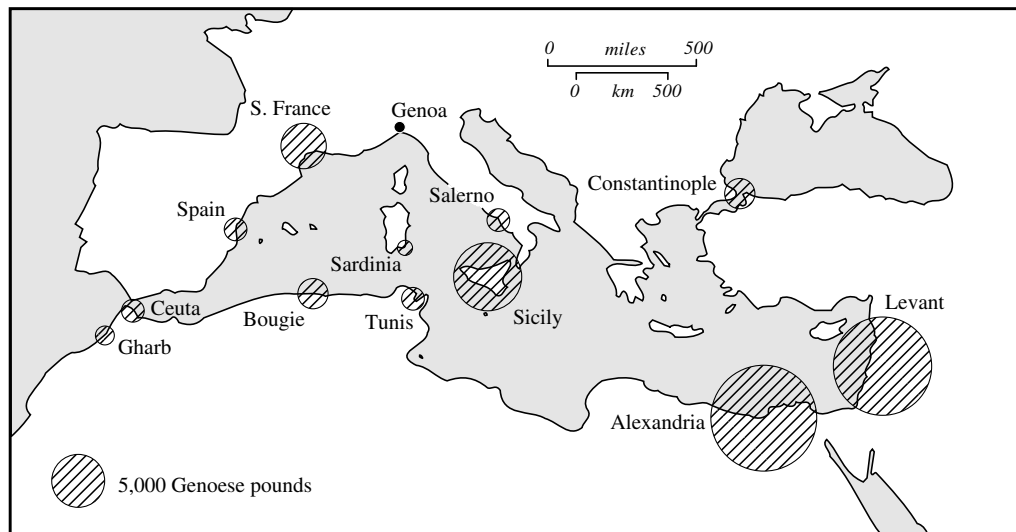 0 miles 500
0 km 500
S. France
Genoa
Constantinople
Salerno
Spain
Sardinia
Levant
Ceuta
Bougie
Tunis
Sicily
Gharb
Alexandria
5,000 Genoese pounds